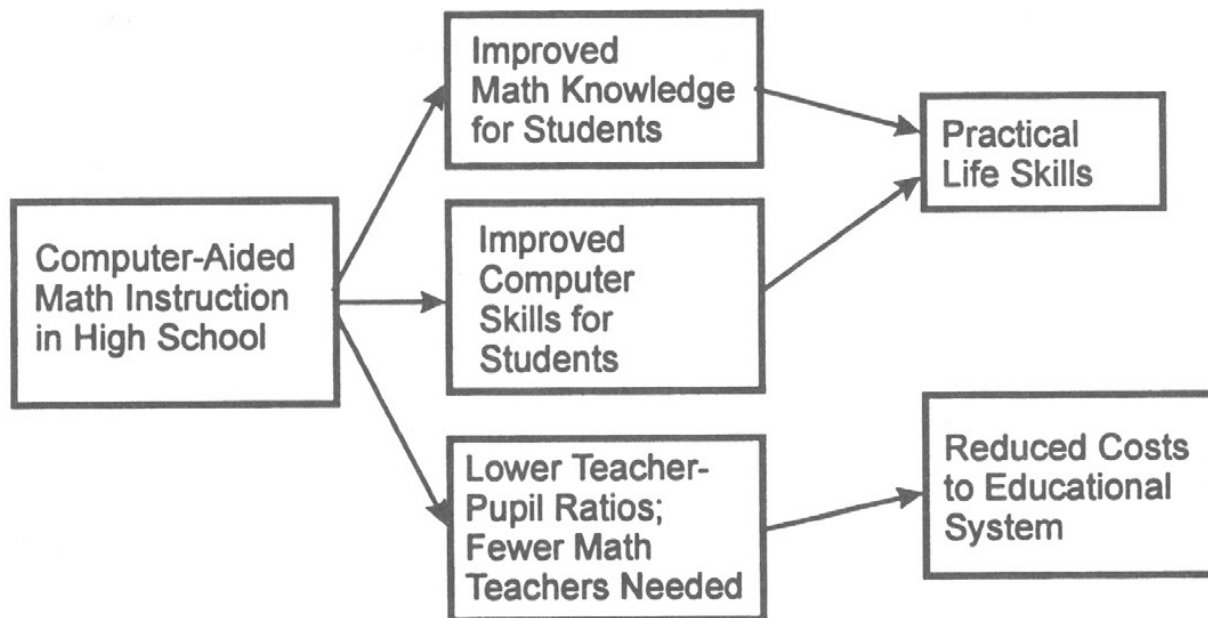 Computer-Aided
Math Instruction
in High School
Improved
Math Knowledge
for Students
Improved
Computer
Skills for
Students
Lower Teacher-
Pupil Ratios;
Fewer Math
Teachers Needed
Practical
Life Skills
Reduced Costs
to Educational
System